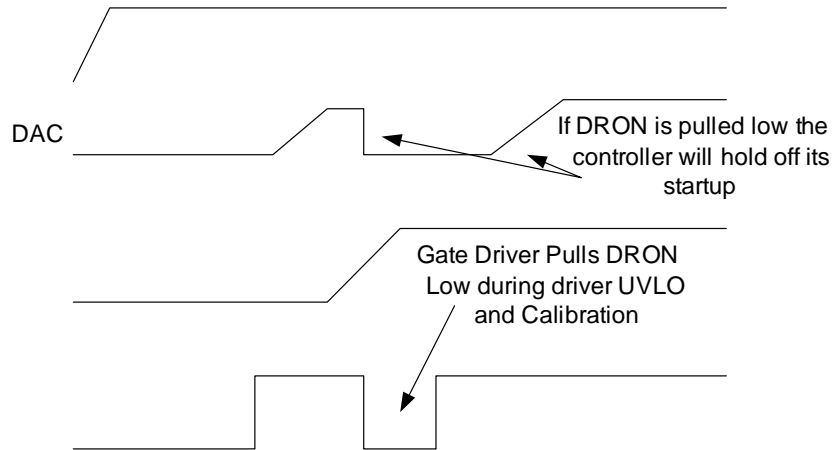 DAC
If DRON is pulled low the
controller will hold off its
startup
Gate Driver Pulls DRON
Low during driver UVLO
and Calibration